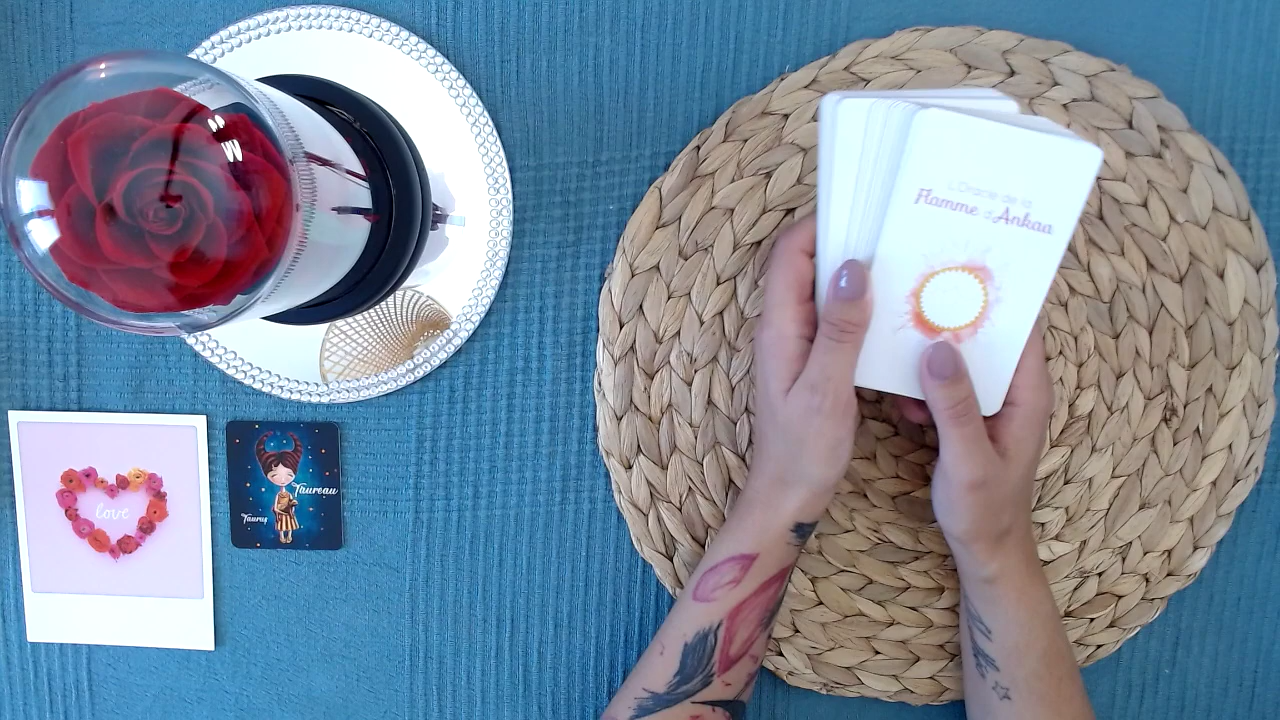 L'Oracle de la
Flamme d'Ankaa
love
Taureau
Taurus